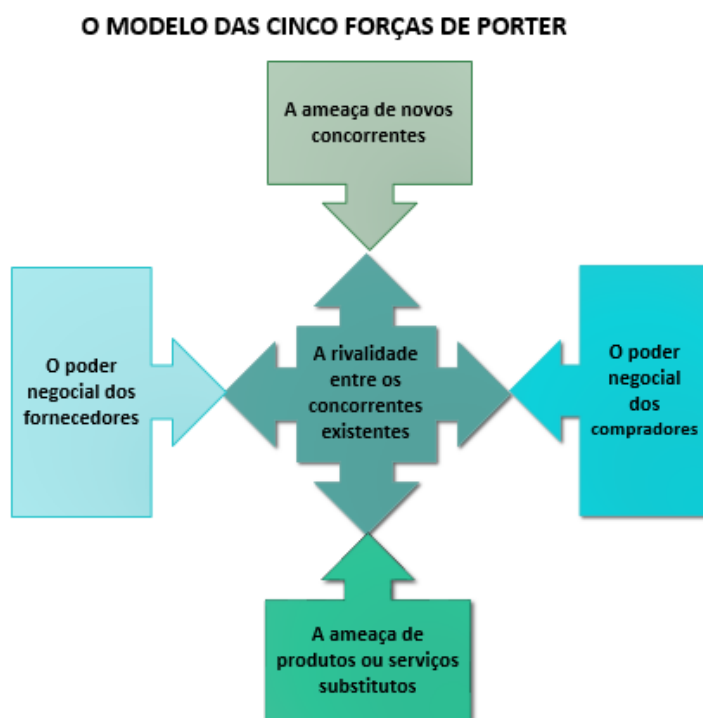 O MODELO DAS CINCO FORÇAS DE PORTER
A ameaça de novos
concorrentes
O poder
negocial dos
fornecedores
A rivalidade
entre os
concorrentes
existentes
O poder
negocial
dos
compradores
A ameaça de
produtos ou serviços
substitutos